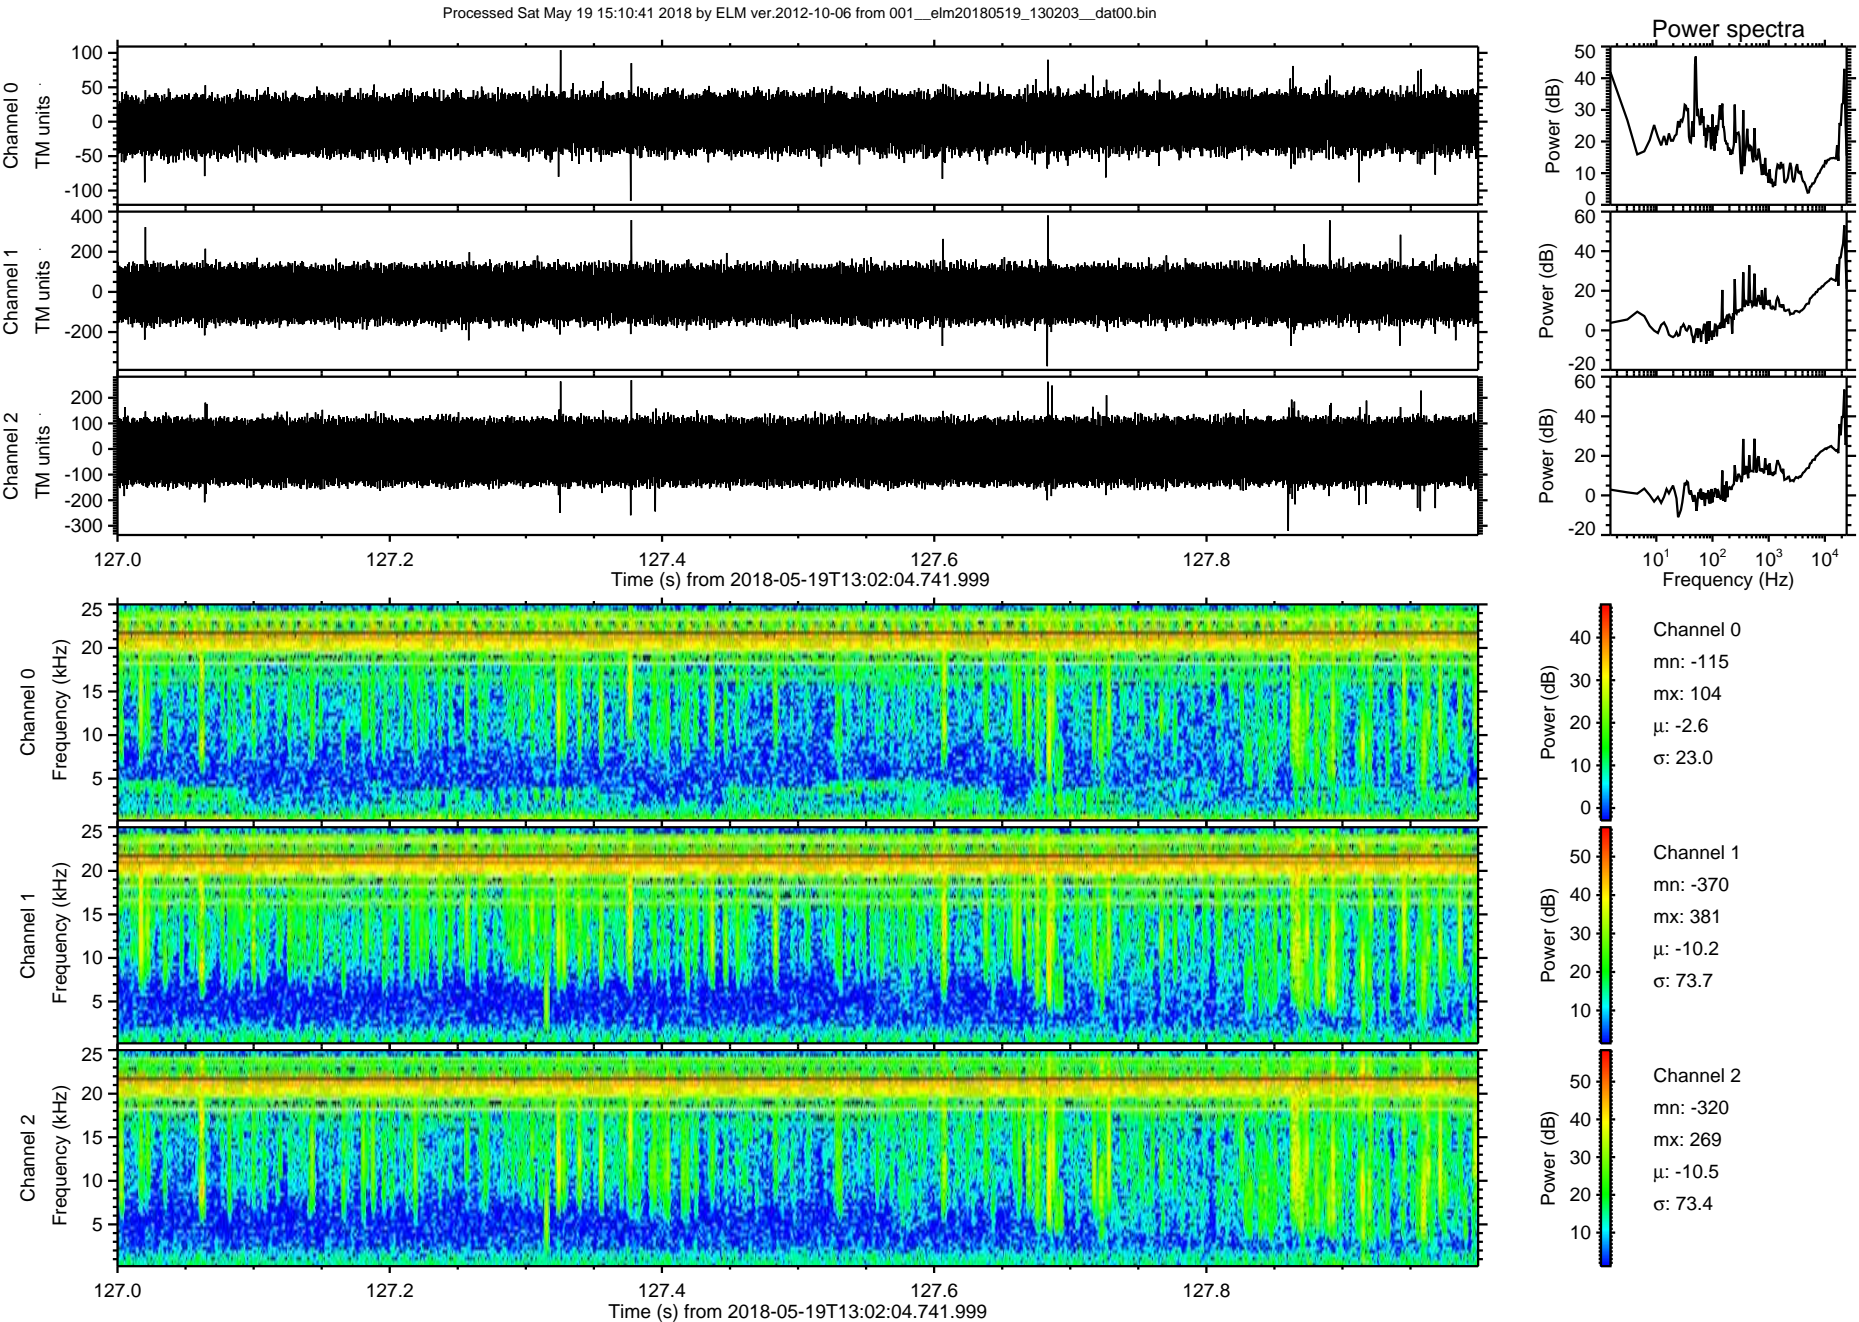 Processed Sat May 19 15:10:41 2018 by ELM ver.2012-10-06 from 001__elm20180519_130203__dat00.bin
Power spectra
Channel 0
TM units
100
50
0
-50
-100
Power (dB)
50
40
30
20
10
0
Channel 1
TM units
400
200
0
-200
Power (dB)
60
40
20
0
-20
Channel 2
TM units
200
100
0
-100
-200
-300
Power (dB)
60
40
20
0
-20
127.0 127.2 127.4 127.6 127.8
Time (s) from 2018-05-19T13:02:04.741.999
10¹ 10² 10³ 10⁴
Frequency (Hz)
Channel 0
Frequency (kHz)
25
20
15
10
5
Power (dB)
40
30
20
10
0
Channel 0
mn: -115
mx: 104
μ: -2.6
σ: 23.0
Channel 1
Frequency (kHz)
25
20
15
10
5
Power (dB)
50
40
30
20
10
Channel 1
mn: -370
mx: 381
μ: -10.2
σ: 73.7
Channel 2
Frequency (kHz)
25
20
15
10
5
Power (dB)
50
40
30
20
10
Channel 2
mn: -320
mx: 269
μ: -10.5
σ: 73.4
127.0 127.2 127.4 127.6 127.8
Time (s) from 2018-05-19T13:02:04.741.999